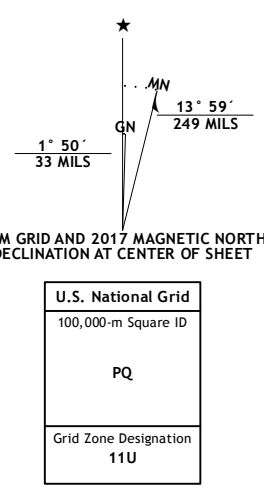 ★
MN
13° 59´
249 MILS
GN
1° 50´
33 MILS
M GRID AND 2017 MAGNETIC NORTH
DECLINATION AT CENTER OF SHEET
U.S. National Grid
100,000-m Square ID
PQ
Grid Zone Designation
11U